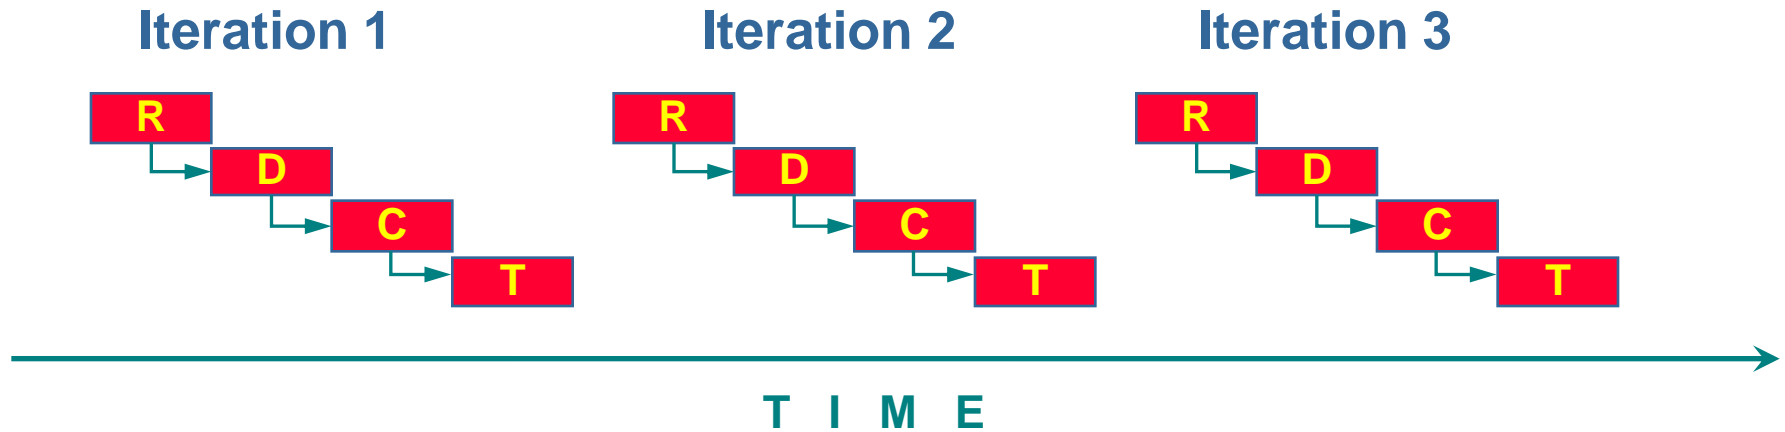 Iteration 1 Iteration 2 Iteration 3
R R R
D D D
C C C
T T T
T I M E